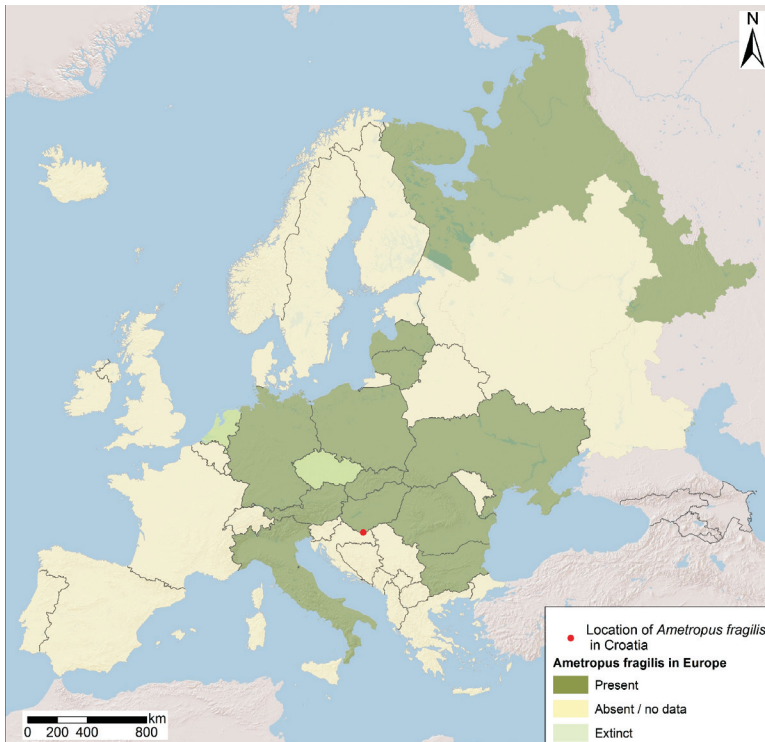 N
Location of Ametropus fragilis
in Croatia
Ametropus fragilis in Europe
Present
Absent / no data
Extinct
km
0 200 400 800